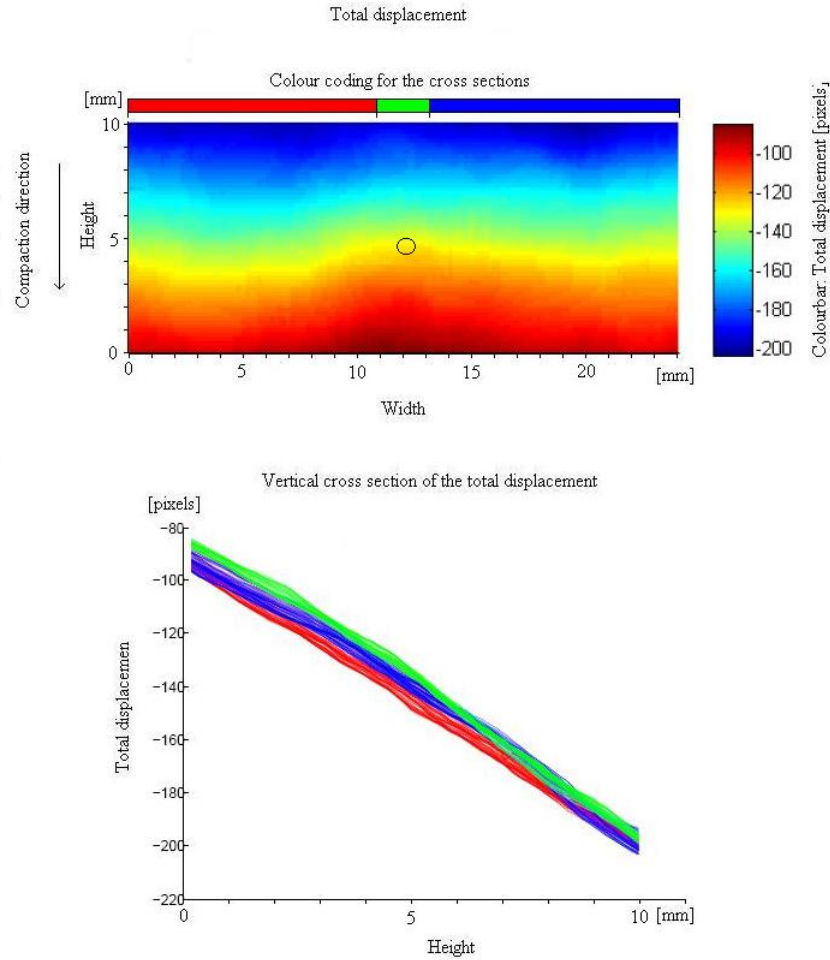 Total displacement
Colour coding for the cross sections
[mm]
10
5
0
Height
Compaction direction
0 5 10 15 20 [mm]
Width
-100
-120
-140
-160
-180
-200
Colourbar: Total displacement [pixels]
Vertical cross section of the total displacement
[pixels]
-80
-100
-120
-140
-160
-180
-200
-220
Total displacemen
0 5 10 [mm]
Height